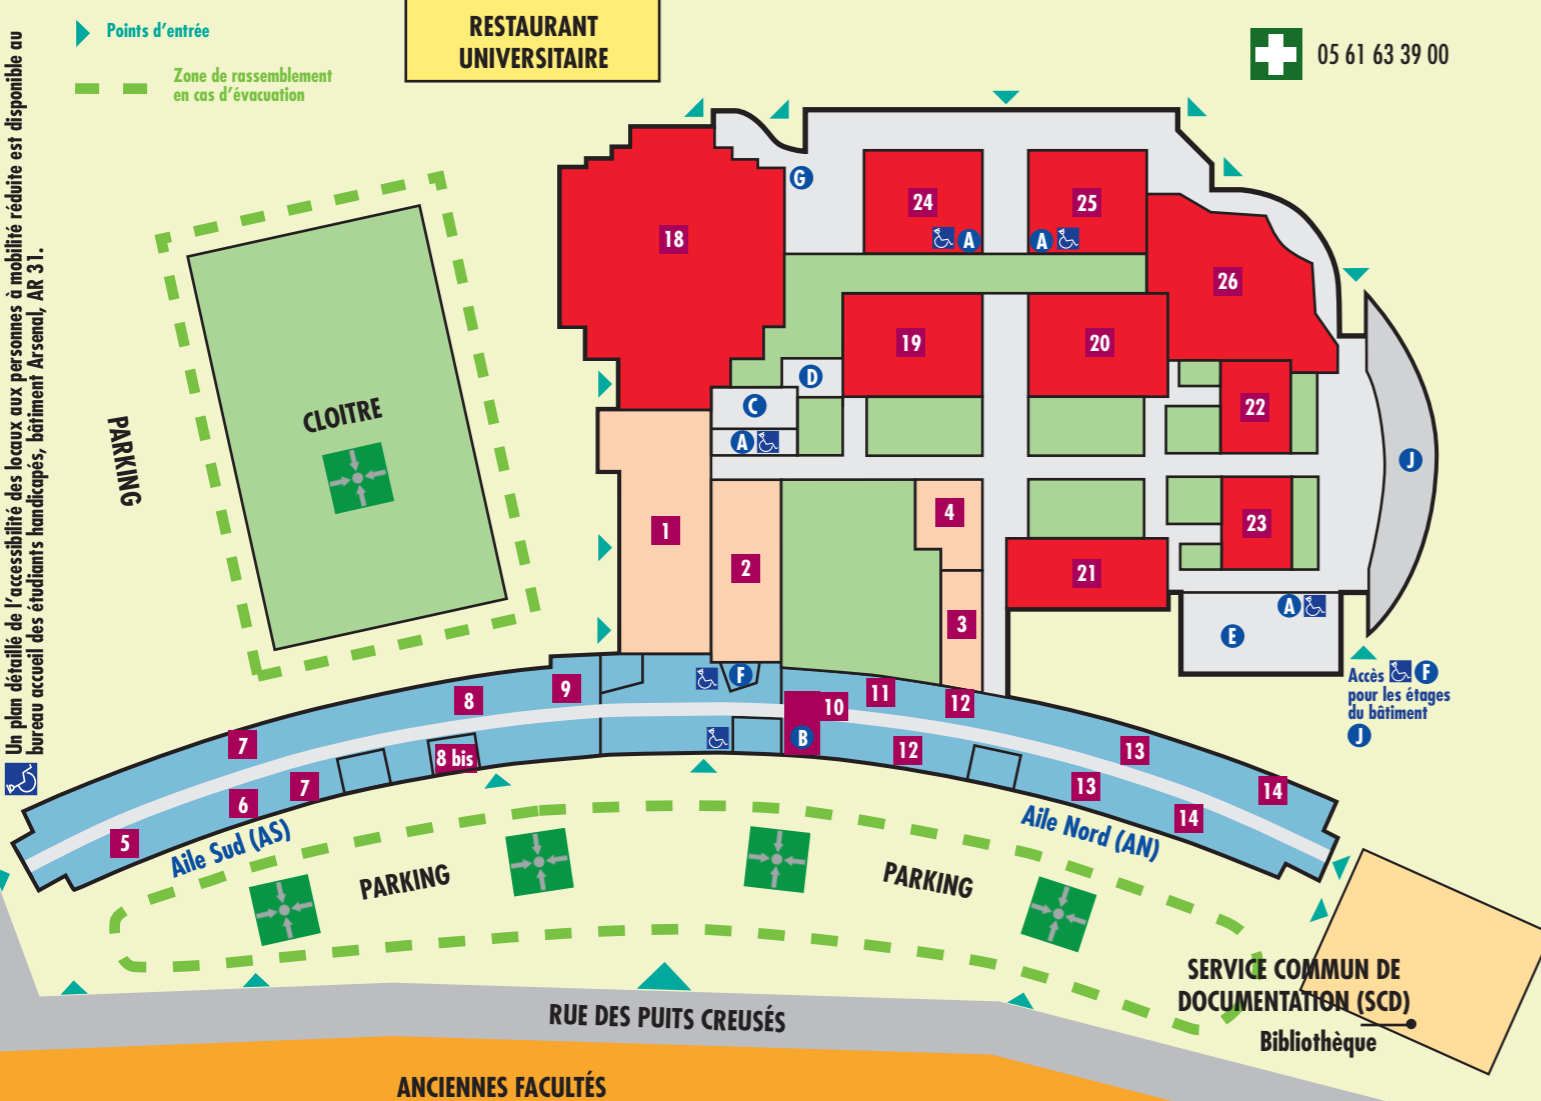 Points d'entrée
Zone de rassemblement
en cas d'évacuation
RESTAURANT
UNIVERSITAIRE
05 61 63 39 00
Un plan détaillé de l'accessibilité des locaux aux personnes à mobilité réduite est disponible au
bureau accueil des étudiants handicapés, bâtiment Arsenal, AR 31.
PARKING
CLOITRE
G
18
24
A
25
A
26
19
20
D
C
A
22
J
1
2
4
3
21
23
A
E
Accès F
pour les étages
du bâtiment
J
F
9
8
7
8 bis
7
6
5
10
B
11
12
12
13
13
14
14
Aile Sud (AS)
Aile Nord (AN)
PARKING
PARKING
SERVICE COMMUN DE
DOCUMENTATION (SCD)
Bibliothèque
RUE DES PUITS CREUSÉS
ANCIENNES FACULTÉS